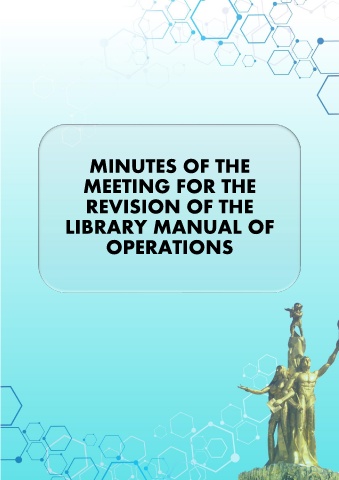 MINUTES OF THE
MEETING FOR THE
REVISION OF THE
LIBRARY MANUAL OF
OPERATIONS